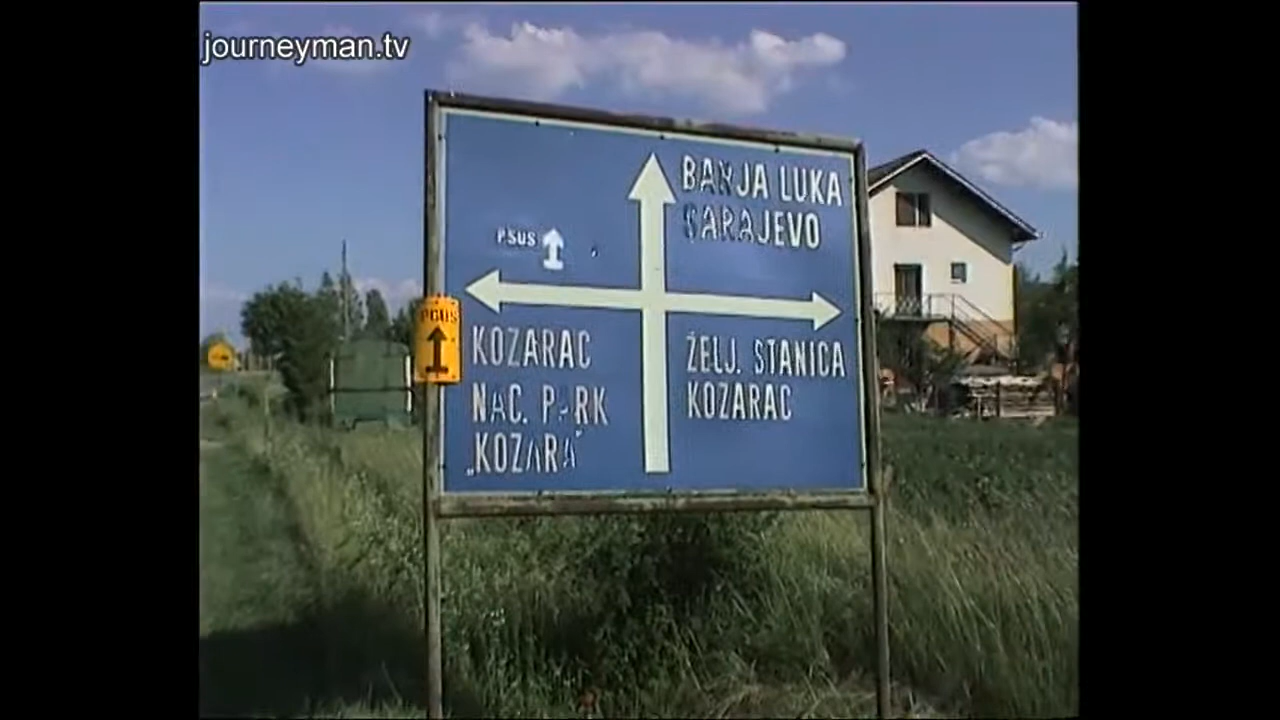 journeyman.tv
BANJA LUKA
SARAJEVO
PSUS
PGUS
KOZARAC
NAC. PARK
„KOZARA"
ŽELJ. STANICA
KOZARAC